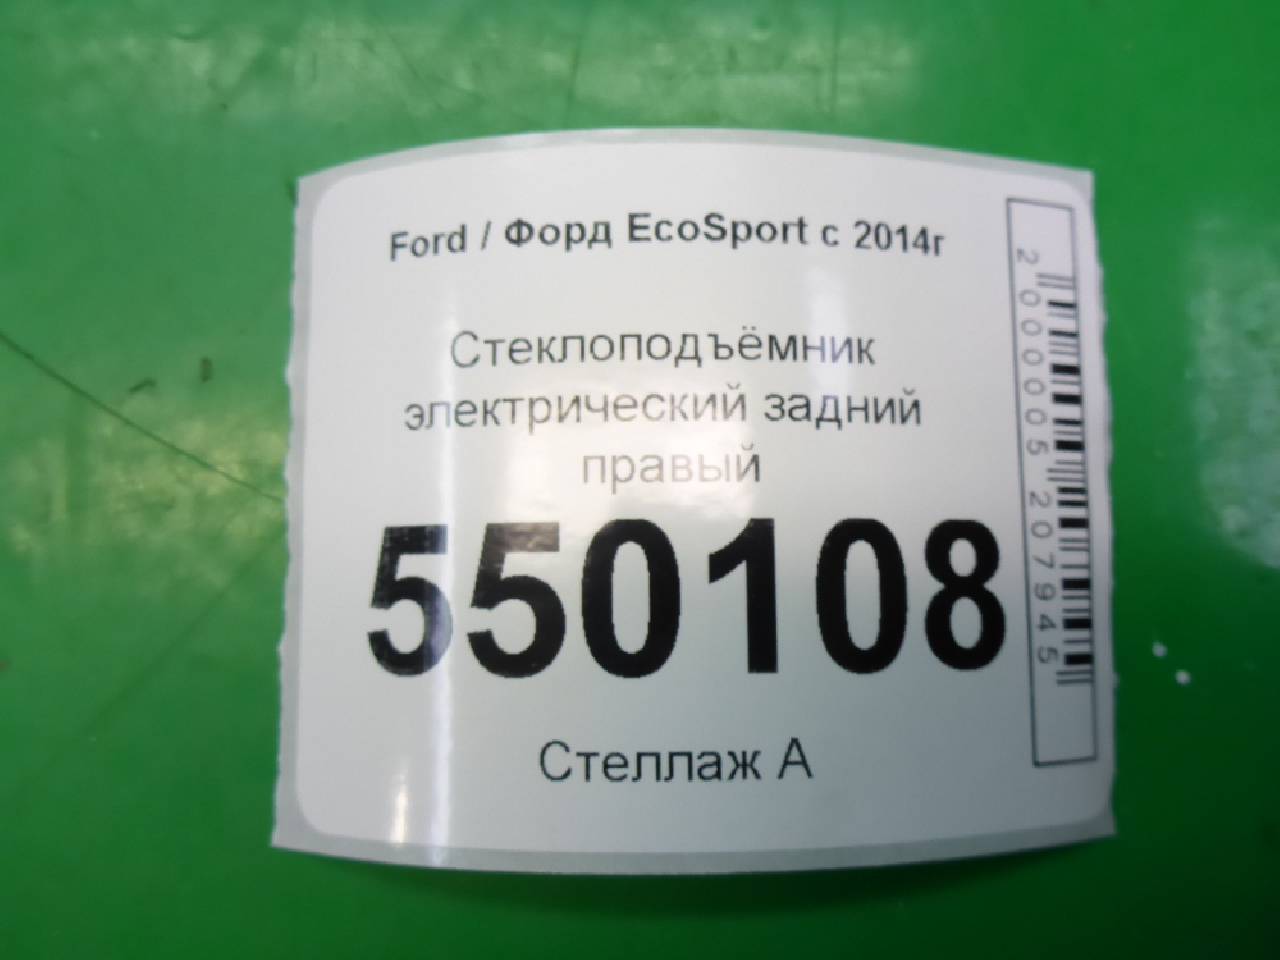 Ford / Форд EcoSport с 2014г
Стеклоподъёмник
электрический задний
правый
550108
Стеллаж А
2000005207945